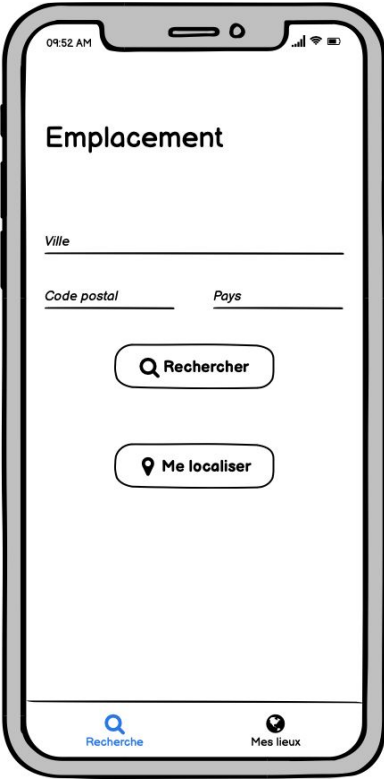 09:52 AM
Emplacement
Ville
Code postal Pays
Rechercher
Me localiser
Recherche Mes lieux